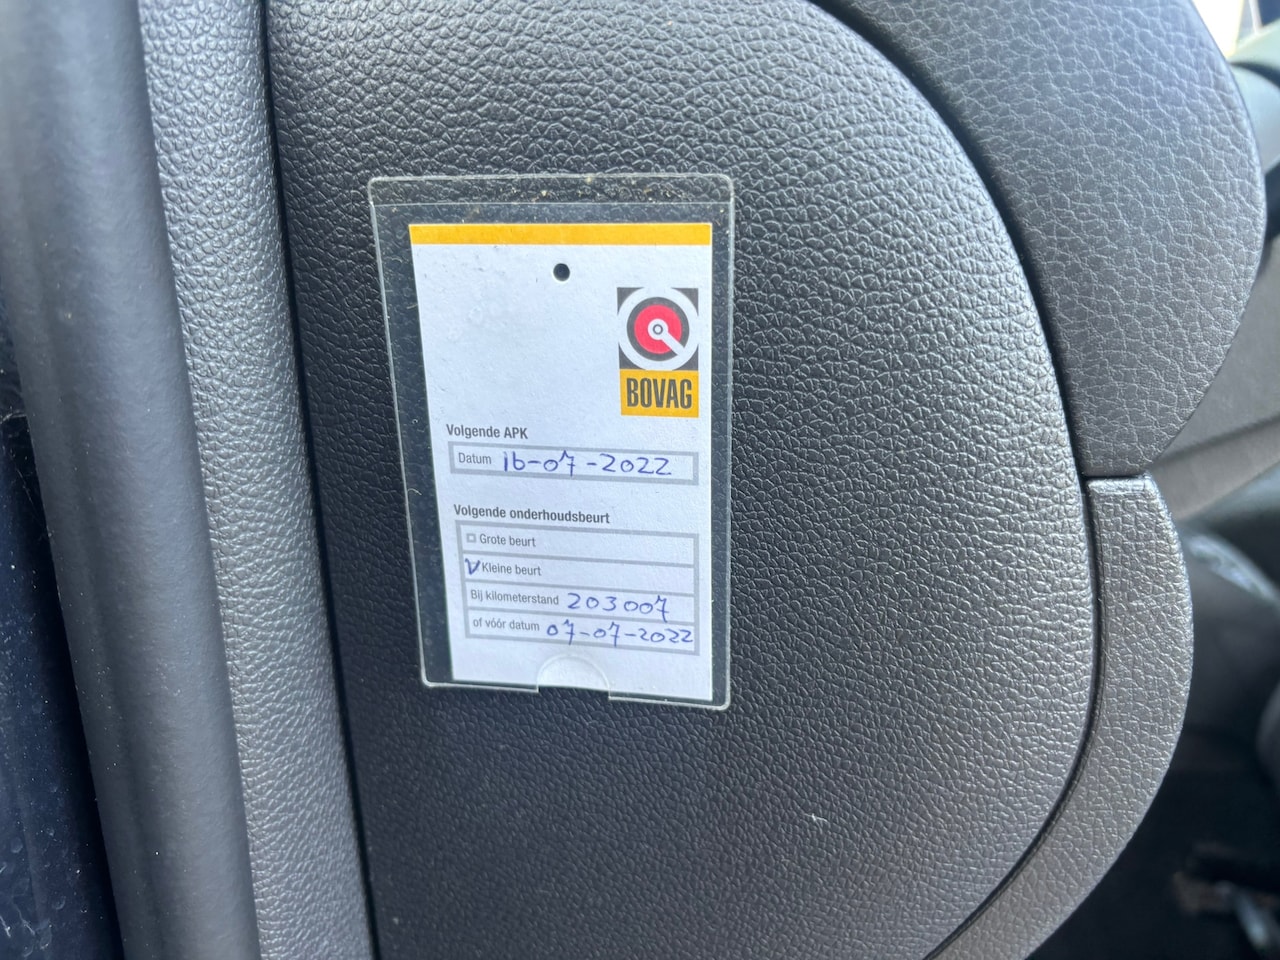 BOVAG
Volgende APK
Datum 16-07-2022
Volgende onderhoudsbeurt
Grote beurt
Kleine beurt
Bij kilometerstand 203007
of vóór datum 07-07-2022